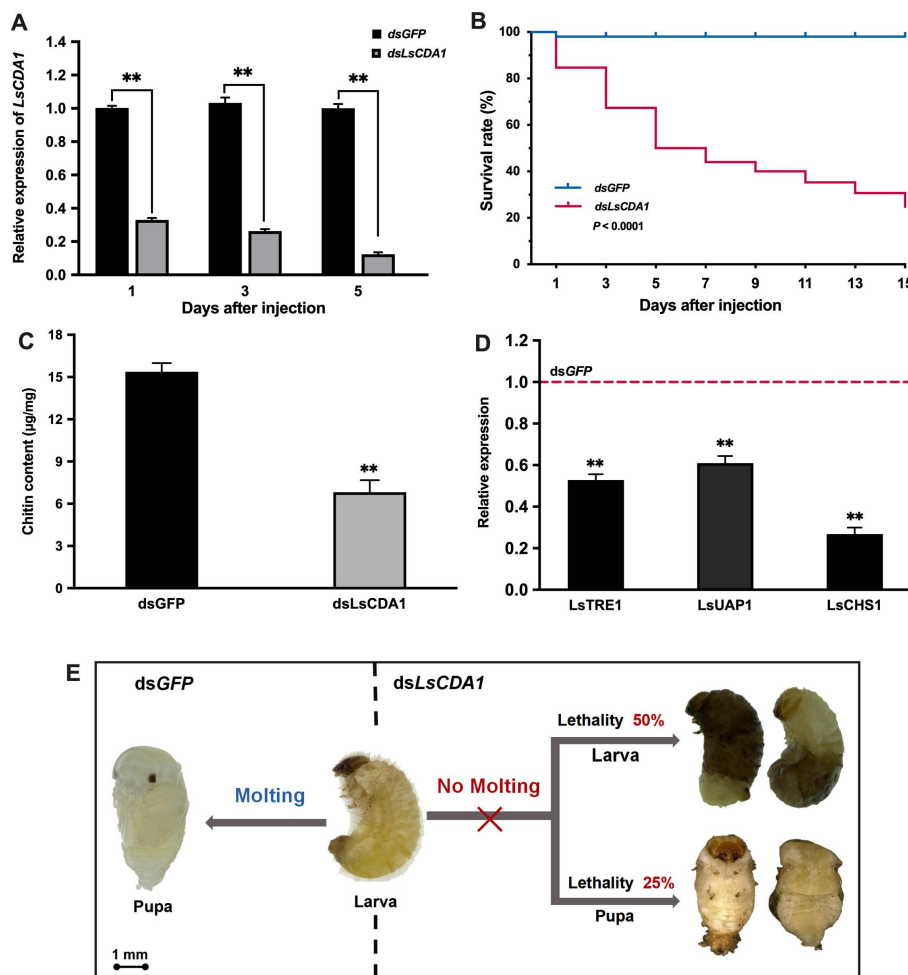 A
dsGFP
dsLsCDA1
Relative expression of LsCDA1
1.4
1.2
1.0
0.8
0.6
0.4
0.2
0.0
**
**
**
1 3 5
Days after injection
B
Survival rate (%)
100
80
60
40
20
0
dsGFP
dsLsCDA1
P < 0.0001
1 3 5 7 9 11 13 15
Days after injection
C
Chitin content (µg/mg)
18
15
12
9
6
3
0
**
dsGFP dsLsCDA1
D
Relative expression
1.2
1.0
0.8
0.6
0.4
0.2
0.0
dsGFP
**
**
**
LsTRE1 LsUAP1 LsCHS1
E
dsGFP
dsLsCDA1
Molting
No Molting
Pupa
Larva
Lethality 50%
Larva
Lethality 25%
Pupa
1 mm